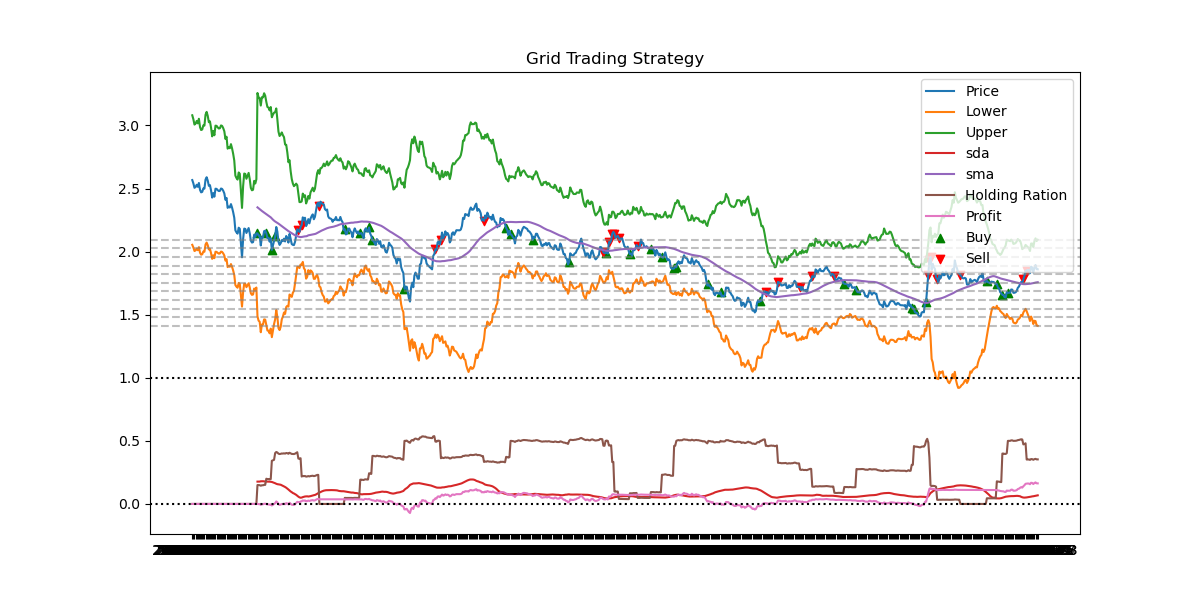 Grid Trading Strategy
3.0
2.5
2.0
1.5
1.0
0.5
0.0
Price
Lower
Upper
sda
sma
Holding Ration
Profit
Buy
Sell